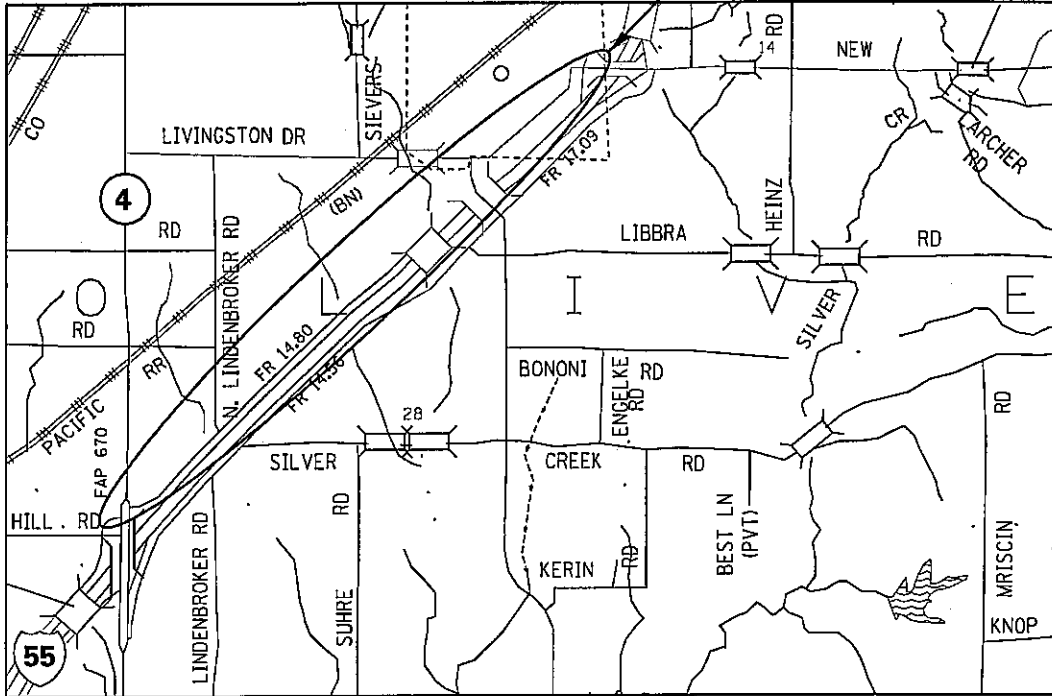 RD
14
NEW
CO
SIEVERS
LIVINGSTON DR
CR
ARCHER
RD
FR 17.09
4
(BN)
HEINZ
RD
N. LINDENBROKER RD
LIBBRA
RD
O
L
I
V
E
RD
SILVER
FR 14.80
FR 14.56
RR
PACIFIC
BONONI
RD
ENGELKE
RD
RD
28
FAP 670
SILVER
CREEK
RD
HILL . RD
LINDENBROKER RD
SUHRE
RD
KERIN
RD
BEST LN
(PVT)
MRISCIN
KNOP
55